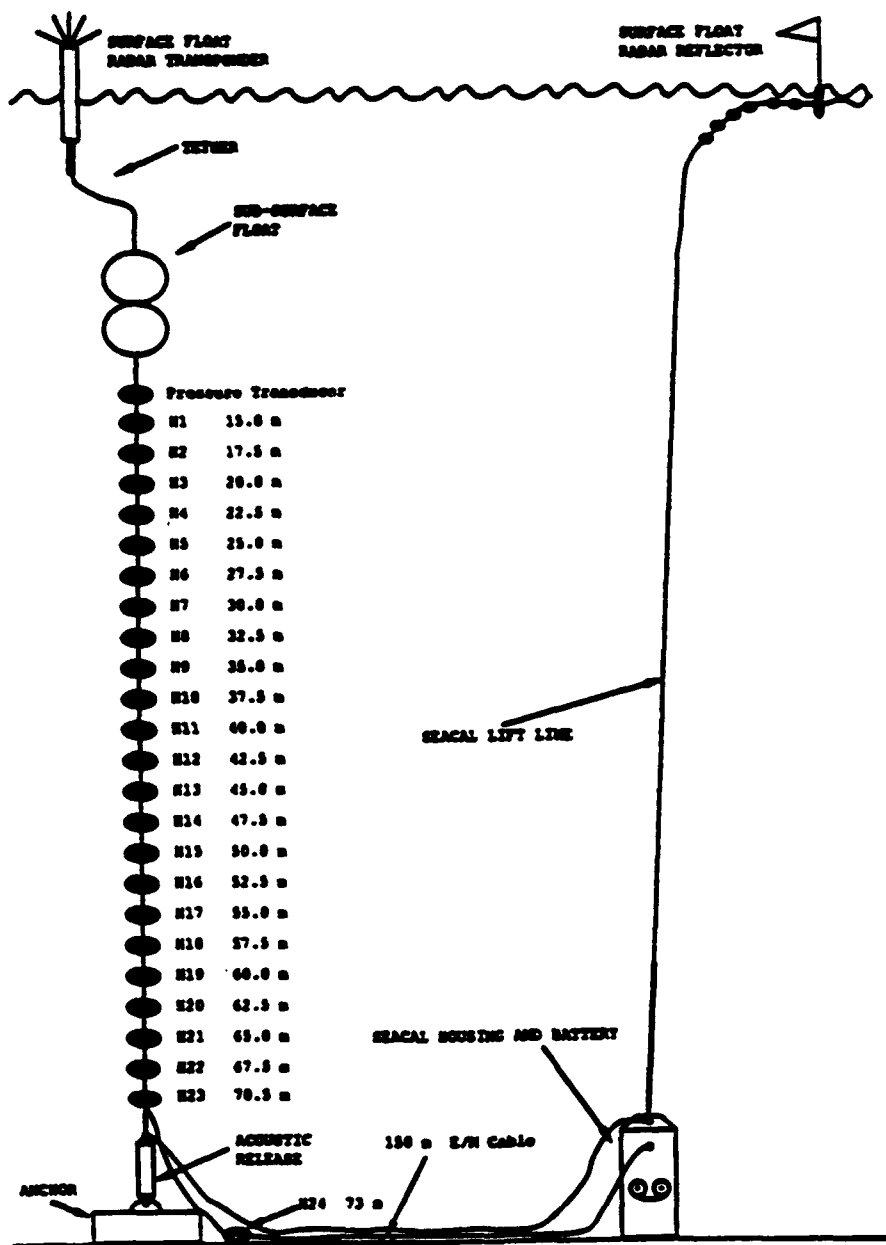 SURFACE FLOAT
RADAR TRANSPONDER
SURFACE FLOAT
RADAR REFLECTOR
TETHER
SUB-SURFACE
FLOAT
Pressure Transducer
H1 15.0 m
H2 17.5 m
H3 20.0 m
H4 22.5 m
H5 25.0 m
H6 27.5 m
H7 30.0 m
H8 32.5 m
H9 35.0 m
H10 37.5 m
H11 40.0 m
H12 42.5 m
H13 45.0 m
H14 47.5 m
H15 50.0 m
H16 52.5 m
H17 55.0 m
H18 57.5 m
H19 60.0 m
H20 62.5 m
H21 65.0 m
H22 67.5 m
H23 70.5 m
SEACAL LIFT LINE
SEACAL HOUSING AND BATTERY
ACOUSTIC
RELEASE
150 m E/M Cable
ANCHOR
H24 73 m